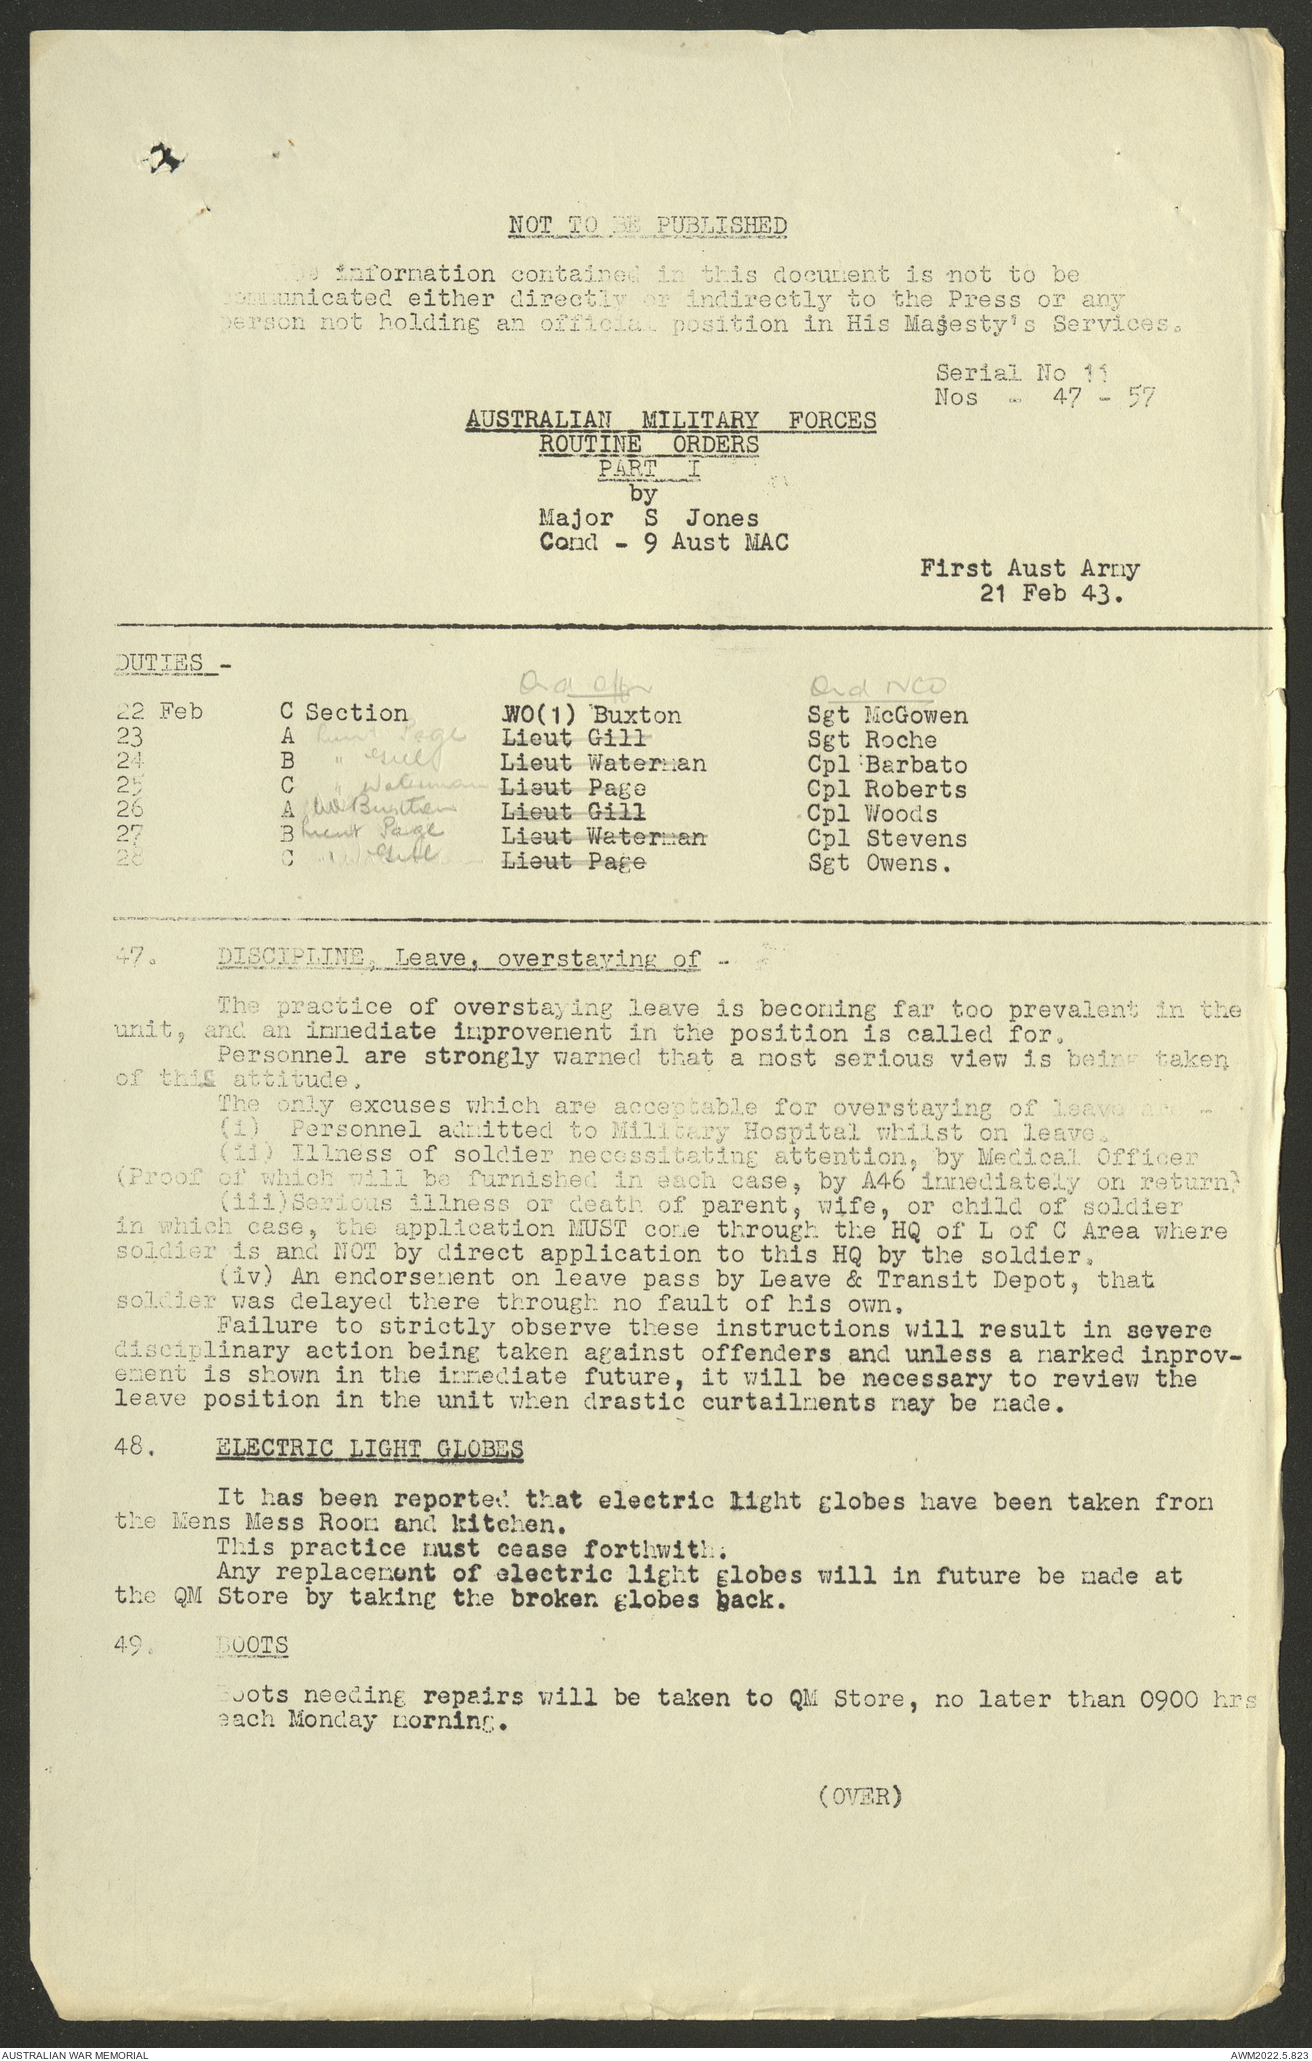 NOT TO BE PUBLISHED
The information contained in this document is not to be
communicated either directly or indirectly to the Press or any
person not holding an official position in His Majesty's Services.
Serial No 11
Nos - 47 - 57
AUSTRALIAN MILITARY FORCES
ROUTINE ORDERS
PART I
by
Major S Jones
Comd - 9 Aust MAC
First Aust Army
21 Feb 43.
DUTIES -
Ord Offr Ord NCO
22 Feb C Section WO(1) Buxton Sgt McGowen
23 A Lieut Page Lieut Gill Sgt Roche
24 B " Gill Lieut Waterman Cpl Barbato
25 C " Waterman Lieut Page Cpl Roberts
26 A WO Buxton Lieut Gill Cpl Woods
27 B Lieut Page Lieut Waterman Cpl Stevens
28 C " Gill Lieut Page Sgt Owens.
47. DISCIPLINE, Leave, overstaying of -
The practice of overstaying leave is becoming far too prevalent in the
unit, and an immediate improvement in the position is called for.
Personnel are strongly warned that a most serious view is being taken
of this attitude.
The only excuses which are acceptable for overstaying of leave are -
(i) Personnel admitted to Military Hospital whilst on leave.
(ii) Illness of soldier necessitating attention, by Medical Officer
(Proof of which will be furnished in each case, by A46 immediately on return)
(iii)Serious illness or death of parent, wife, or child of soldier
in which case, the application MUST come through the HQ of L of C Area where
soldier is and NOT by direct application to this HQ by the soldier.
(iv) An endorsement on leave pass by Leave & Transit Depot, that
soldier was delayed there through no fault of his own.
Failure to strictly observe these instructions will result in severe
disciplinary action being taken against offenders and unless a marked improv-
ement is shown in the immediate future, it will be necessary to review the
leave position in the unit when drastic curtailments may be made.
48. ELECTRIC LIGHT GLOBES
It has been reported that electric light globes have been taken from
the Mens Mess Room and kitchen.
This practice must cease forthwith.
Any replacement of electric light globes will in future be made at
the QM Store by taking the broken globes back.
49. BOOTS
Boots needing repairs will be taken to QM Store, no later than 0900 hrs
each Monday morning.
(OVER)
AUSTRALIAN WAR MEMORIAL AWM2022.5.823